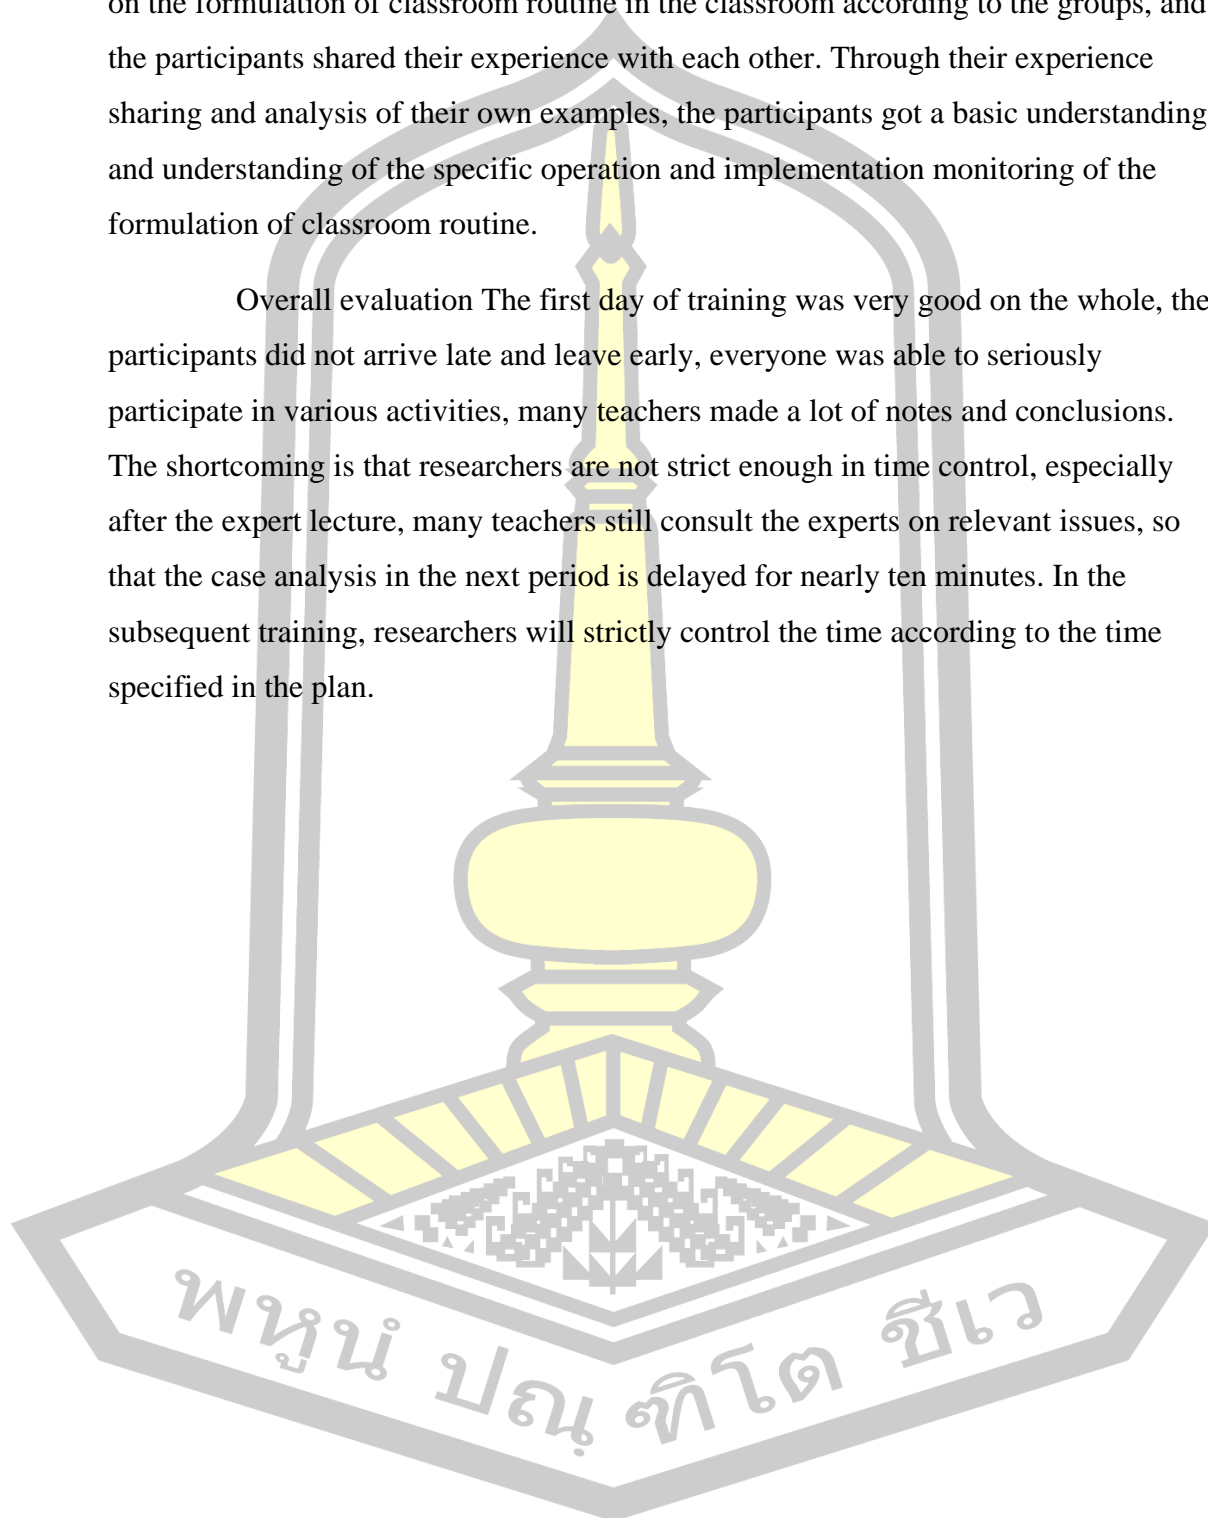 on the formulation of classroom routine in the classroom according to the groups, and
the participants shared their experience with each other. Through their experience
sharing and analysis of their own examples, the participants got a basic understanding
and understanding of the specific operation and implementation monitoring of the
formulation of classroom routine.
Overall evaluation The first day of training was very good on the whole, the
participants did not arrive late and leave early, everyone was able to seriously
participate in various activities, many teachers made a lot of notes and conclusions.
The shortcoming is that researchers are not strict enough in time control, especially
after the expert lecture, many teachers still consult the experts on relevant issues, so
that the case analysis in the next period is delayed for nearly ten minutes. In the
subsequent training, researchers will strictly control the time according to the time
specified in the plan.
พหูนํ ปณฺฑิโต ชีเว